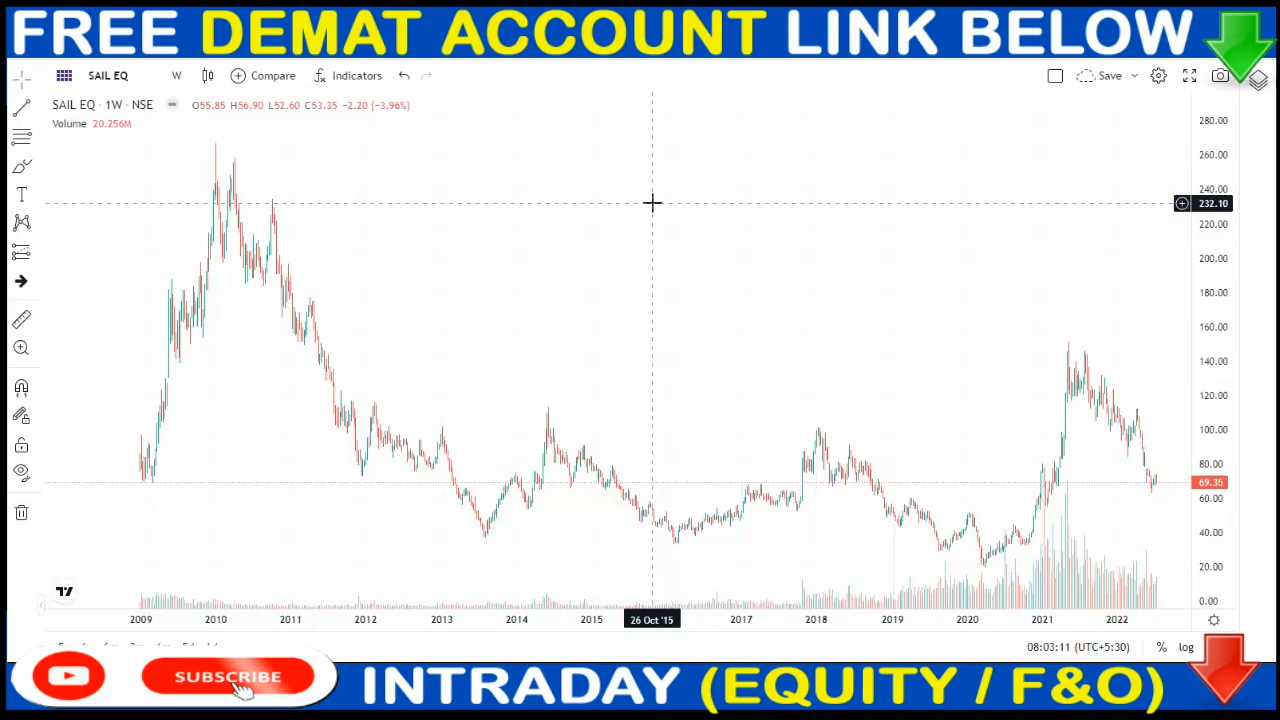 FREE DEMAT ACCOUNT LINK BELOW
SAIL EQ W Compare Indicators Save
SAIL EQ · 1W · NSE O55.85 H56.90 L52.60 C53.35 −2.20 (−3.96%)
Volume 20.256M
280.00
260.00
240.00
232.10
220.00
200.00
180.00
160.00
140.00
120.00
100.00
80.00
69.35
60.00
40.00
20.00
0.00
2009 2010 2011 2012 2013 2014 2015 26 Oct '15 2017 2018 2019 2020 2021 2022
08:03:11 (UTC+5:30) % log
SUBSCRIBE
INTRADAY (EQUITY / F&O)